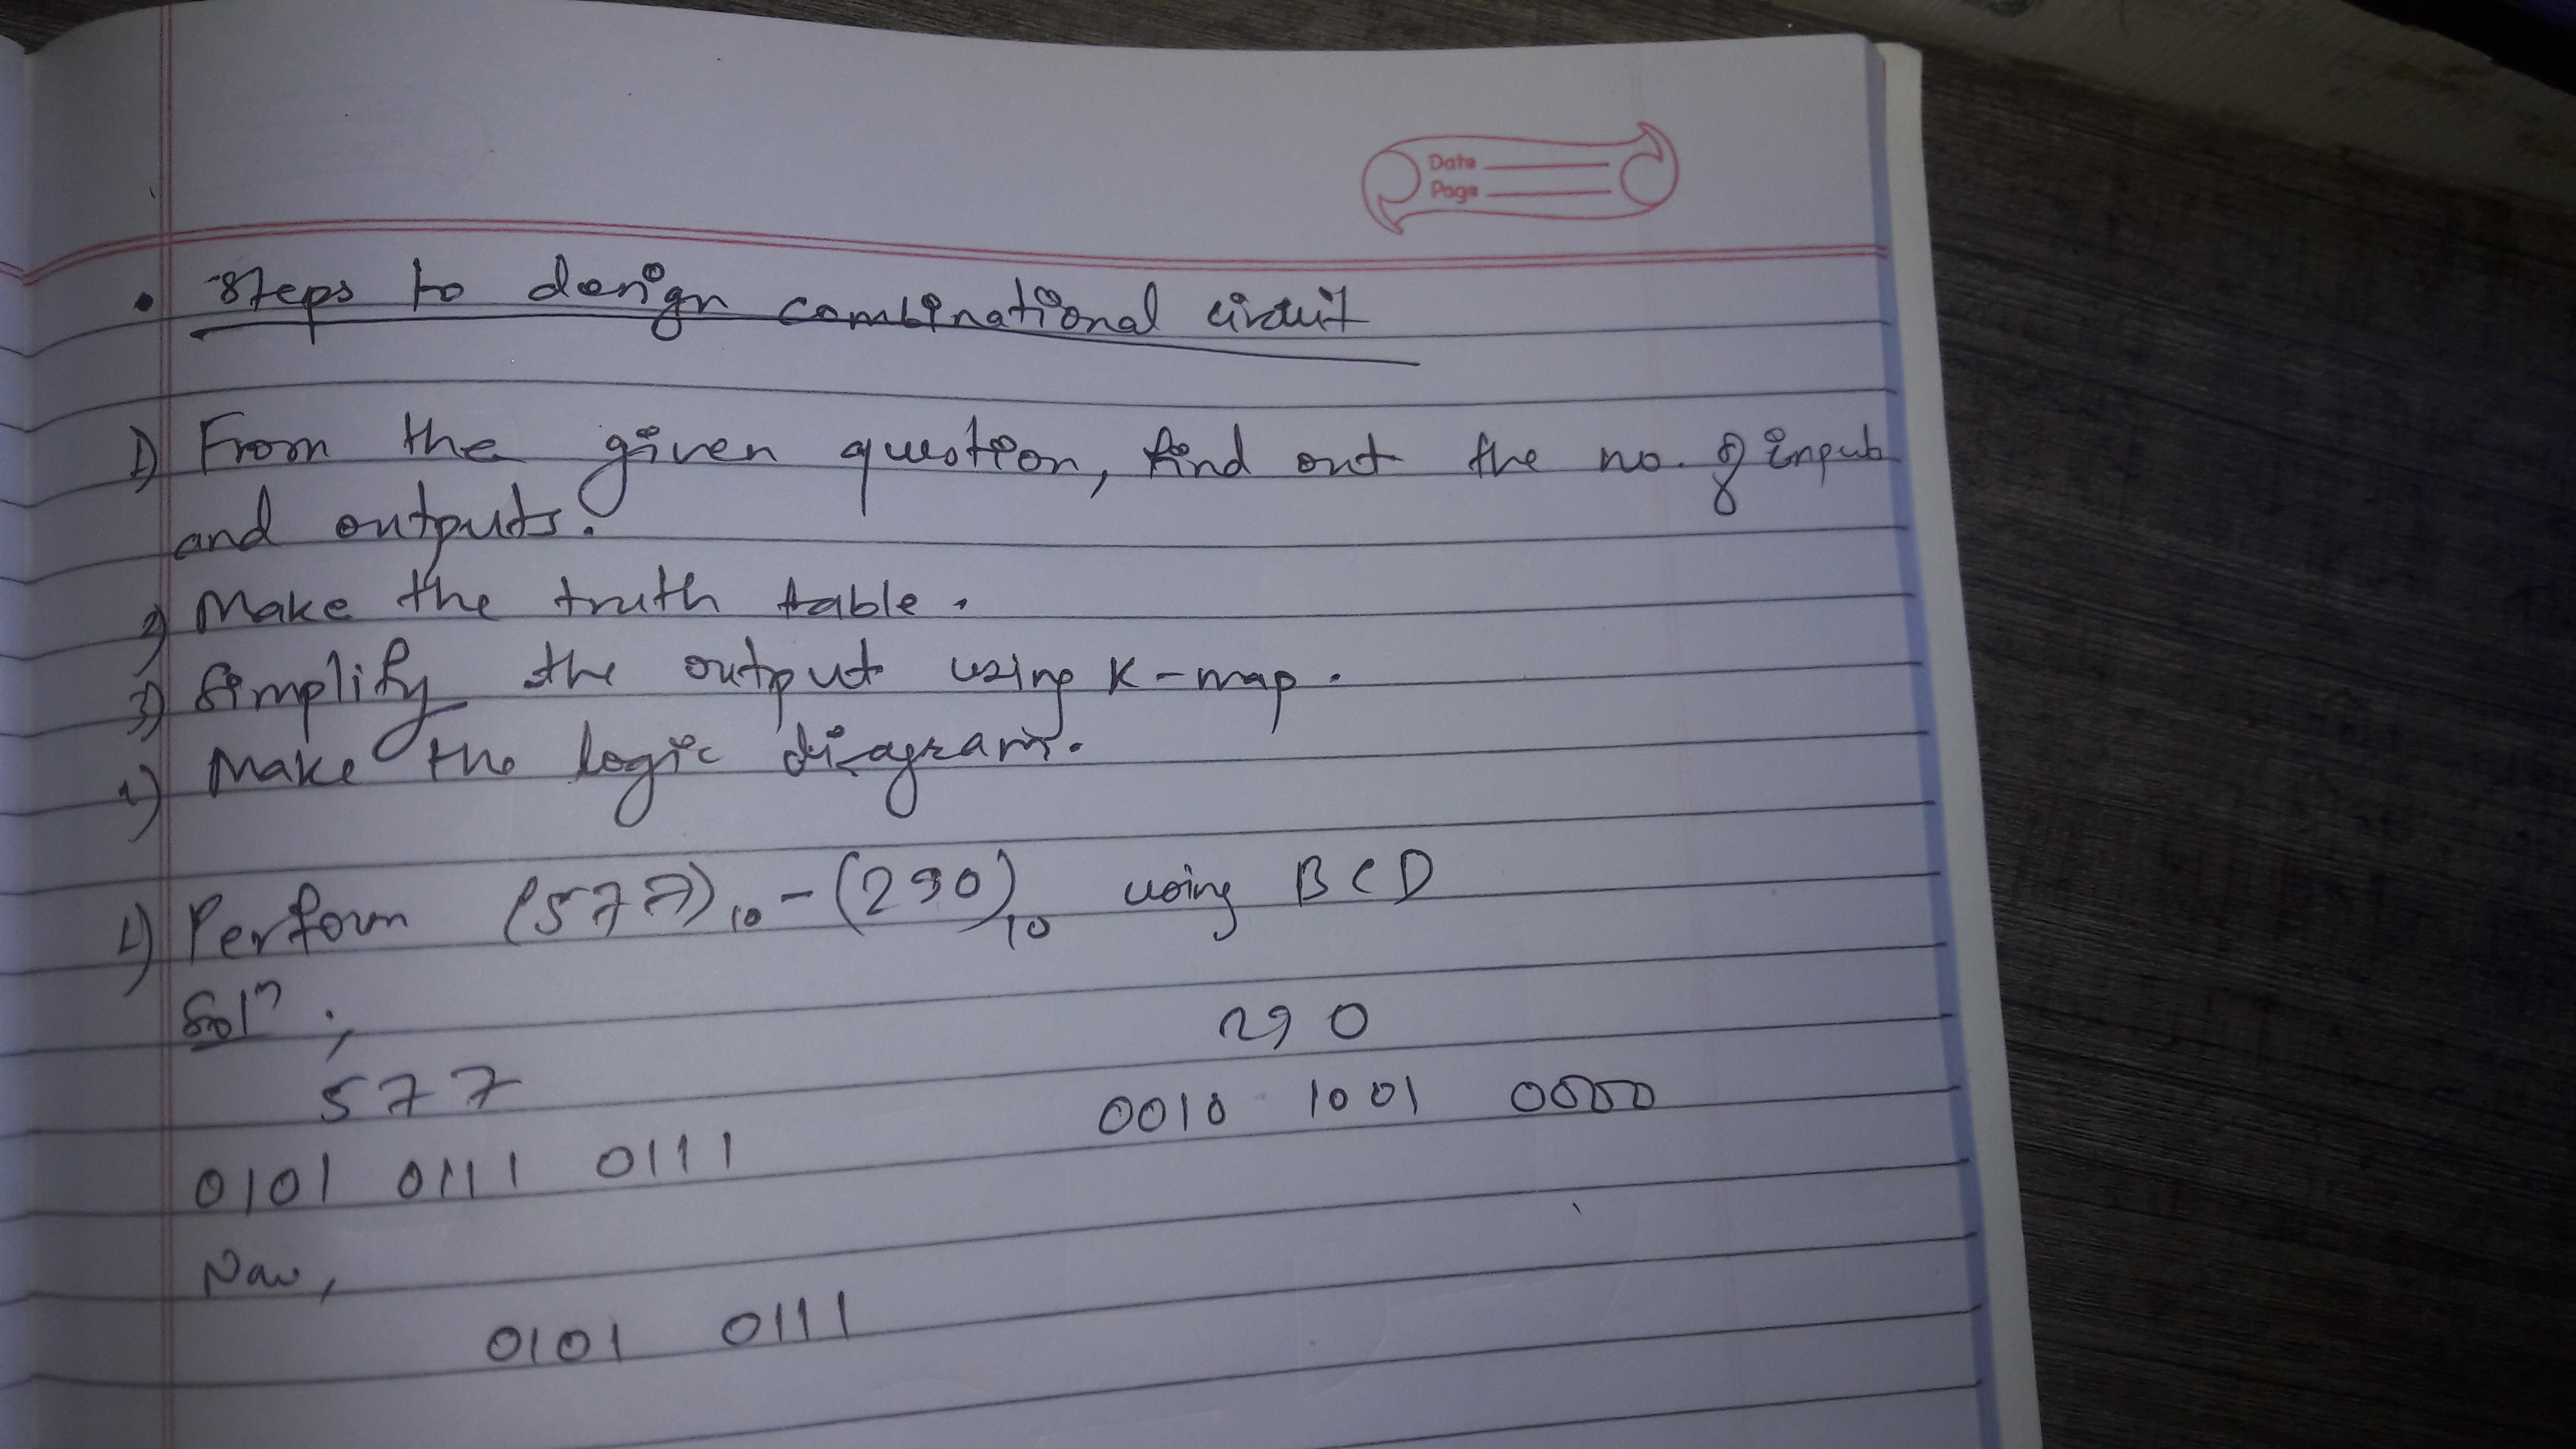 Date
Page
• steps to design combinational circuit
1) From the given question, find out the no. of inputs
and outputs.
2) Make the truth table.
3) Simplify the output using K-map.
4) Make the logic diagram.
1) Perform (577)10 - (290)10 using BCD
Sol?;
577 290
0101 0111 0111 0010 1001 0000
Now,
0101 0111